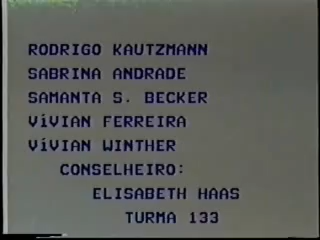 RODRIGO KAUTZMANN
SABRINA ANDRADE
SAMANTA S. BECKER
VíVIAN FERREIRA
VíVIAN WINTHER
CONSELHEIRO:
ELISABETH HAAS
TURMA 133